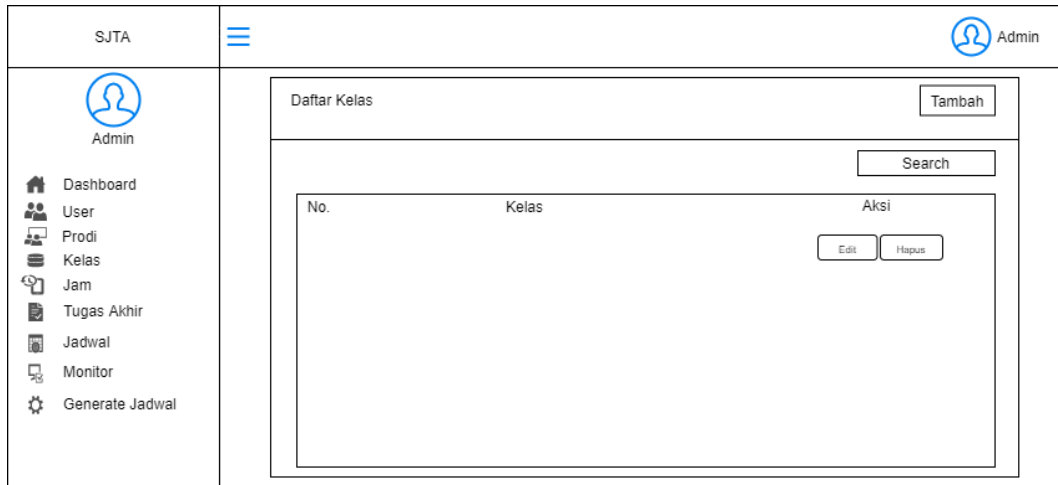 SJTA
Admin
Admin
Dashboard
User
Prodi
Kelas
Jam
Tugas Akhir
Jadwal
Monitor
Generate Jadwal
Daftar Kelas
Tambah
Search
No. Kelas Aksi
Edit Hapus